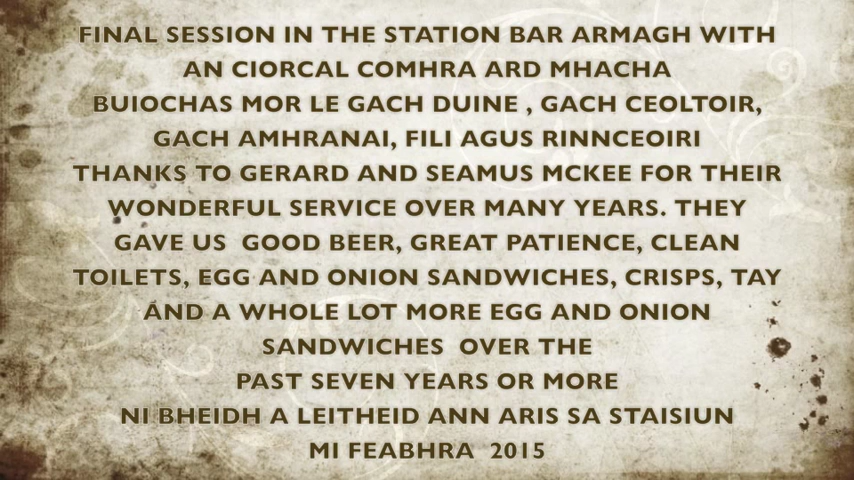 FINAL SESSION IN THE STATION BAR ARMAGH WITH
AN CIORCAL COMHRA ARD MHACHA
BUIOCHAS MOR LE GACH DUINE , GACH CEOLTOIR,
GACH AMHRANAI, FILI AGUS RINNCEOIRI
THANKS TO GERARD AND SEAMUS MCKEE FOR THEIR
WONDERFUL SERVICE OVER MANY YEARS. THEY
GAVE US  GOOD BEER, GREAT PATIENCE, CLEAN
TOILETS, EGG AND ONION SANDWICHES, CRISPS, TAY
AND A WHOLE LOT MORE EGG AND ONION
SANDWICHES  OVER THE
PAST SEVEN YEARS OR MORE
NI BHEIDH A LEITHEID ANN ARIS SA STAISIUN
MI FEABHRA  2015